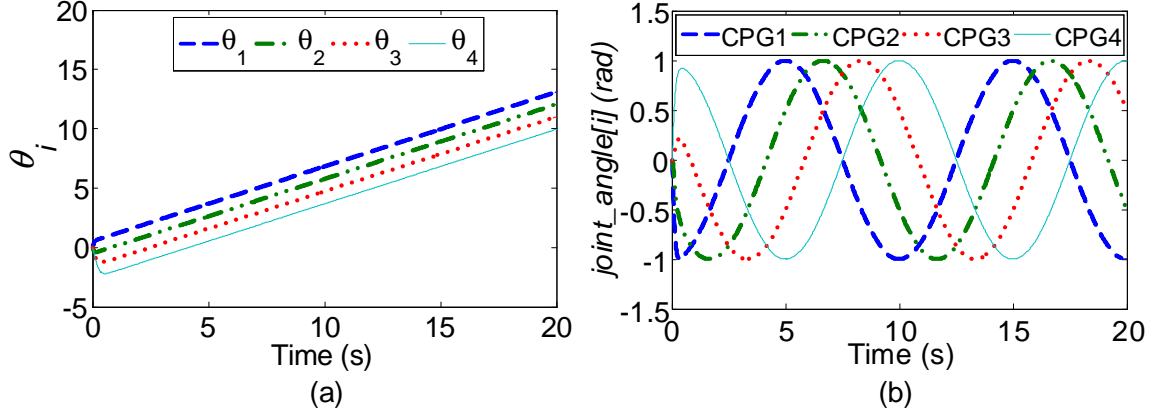 20
15
10
5
0
-5
θi
θ1 θ2 θ3 θ4
0 5 10 15 20
Time (s)
(a)
1.5
1
0.5
0
-0.5
-1
-1.5
joint_angle[i] (rad)
CPG1 CPG2 CPG3 CPG4
0 5 10 15 20
Time (s)
(b)